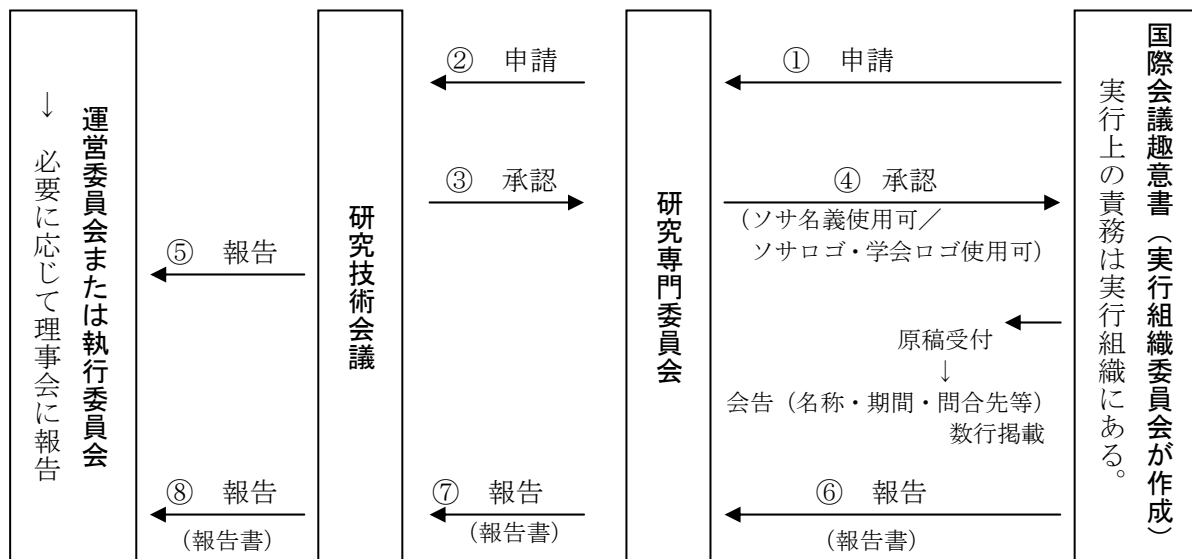 国際会議趣意書（実行組織委員会が作成）
実行上の責務は実行組織にある。
① 申請
④ 承認
（ソサ名義使用可／
ソサロゴ・学会ロゴ使用可）
原稿受付
↓
会告（名称・期間・問合先等）
数行掲載
⑥ 報告
(報告書)
研究専門委員会
② 申請
③ 承認
⑦ 報告
(報告書)
研究技術会議
⑤ 報告
⑧ 報告
(報告書)
運営委員会または執行委員会
↓ 必要に応じて理事会に報告